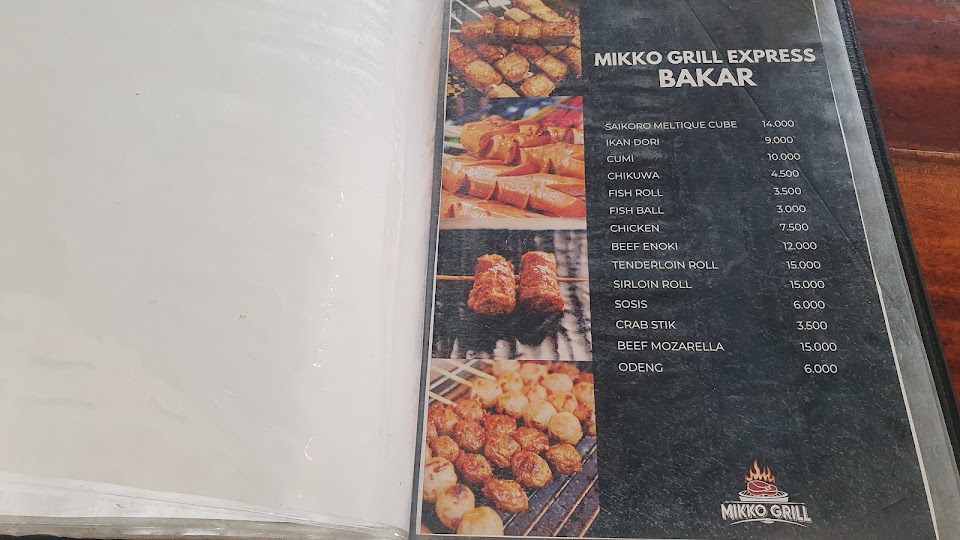 MIKKO GRILL EXPRESS
BAKAR
SAIKORO MELTIQUE CUBE 14.000
IKAN DORI 9.000
CUMI 10.000
CHIKUWA 4.500
FISH ROLL 3.500
FISH BALL 3.000
CHICKEN 7.500
BEEF ENOKI 12.000
TENDERLOIN ROLL 15.000
SIRLOIN ROLL 15.000
SOSIS 6.000
CRAB STIK 3.500
BEEF MOZARELLA 15.000
ODENG 6.000
MIKKO GRILL